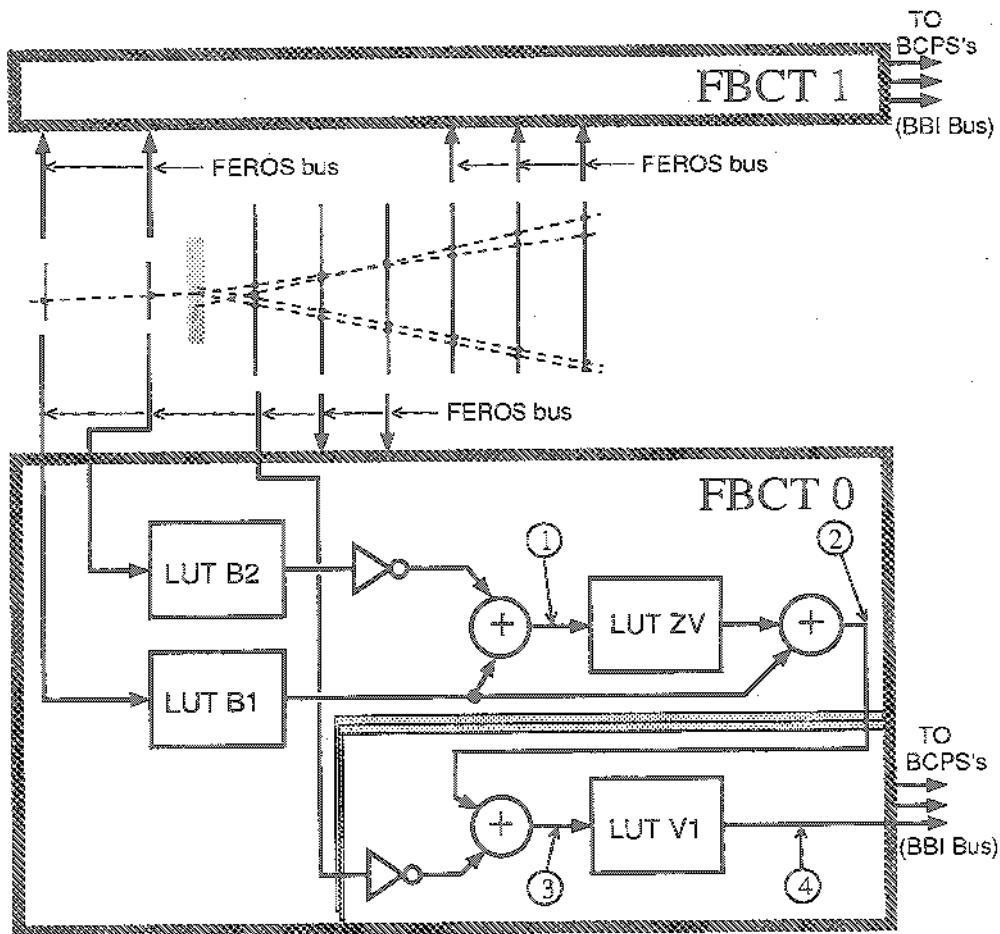 TO
BCPS's
FBCT 1
(BBI Bus)
FEROS bus
FEROS bus
FEROS bus
FBCT 0
1
2
LUT B2
+
LUT ZV
+
LUT B1
TO
BCPS's
+
LUT V1
(BBI Bus)
3
4